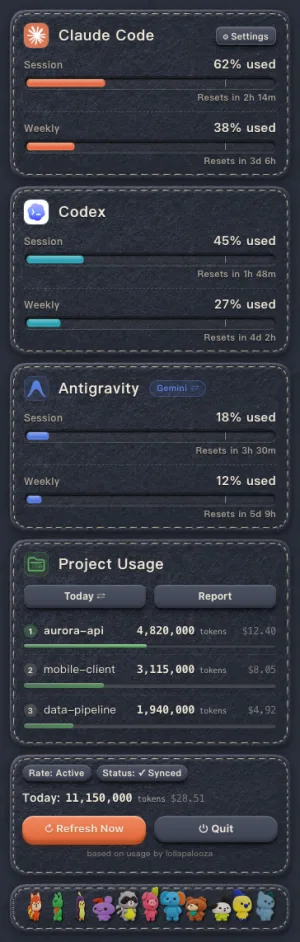 Claude Code
⚙ Settings
Session 62% used
Resets in 2h 14m
Weekly 38% used
Resets in 3d 6h
Codex
Session 45% used
Resets in 1h 48m
Weekly 27% used
Resets in 4d 2h
Antigravity Gemini ⇄
Session 18% used
Resets in 3h 30m
Weekly 12% used
Resets in 5d 9h
Project Usage
Today ⇄ Report
1 aurora-api 4,820,000 tokens $12.40
2 mobile-client 3,115,000 tokens $8.05
3 data-pipeline 1,940,000 tokens $4.92
Rate: Active Status: ✓ Synced
Today: 11,150,000 tokens $28.51
↻ Refresh Now ⏻ Quit
based on usage by lollapalooza